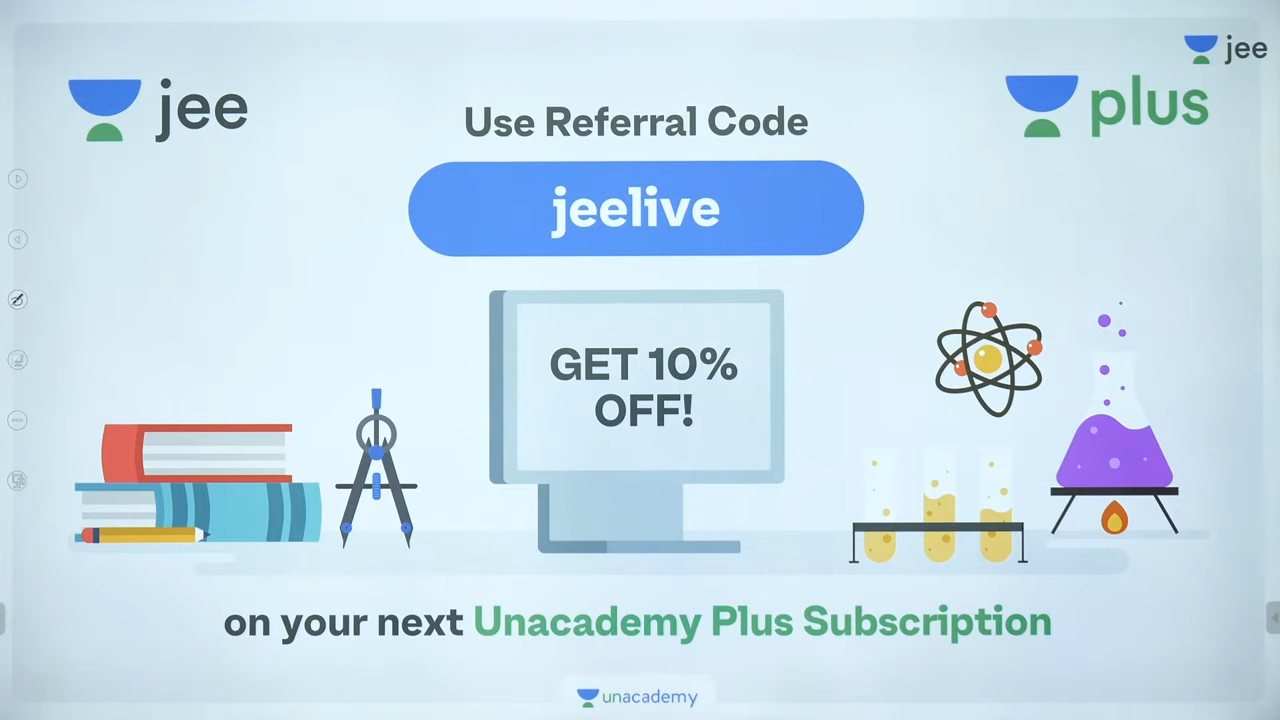 jee
jee
plus
Use Referral Code
jeelive
GET 10%
OFF!
on your next Unacademy Plus Subscription
unacademy